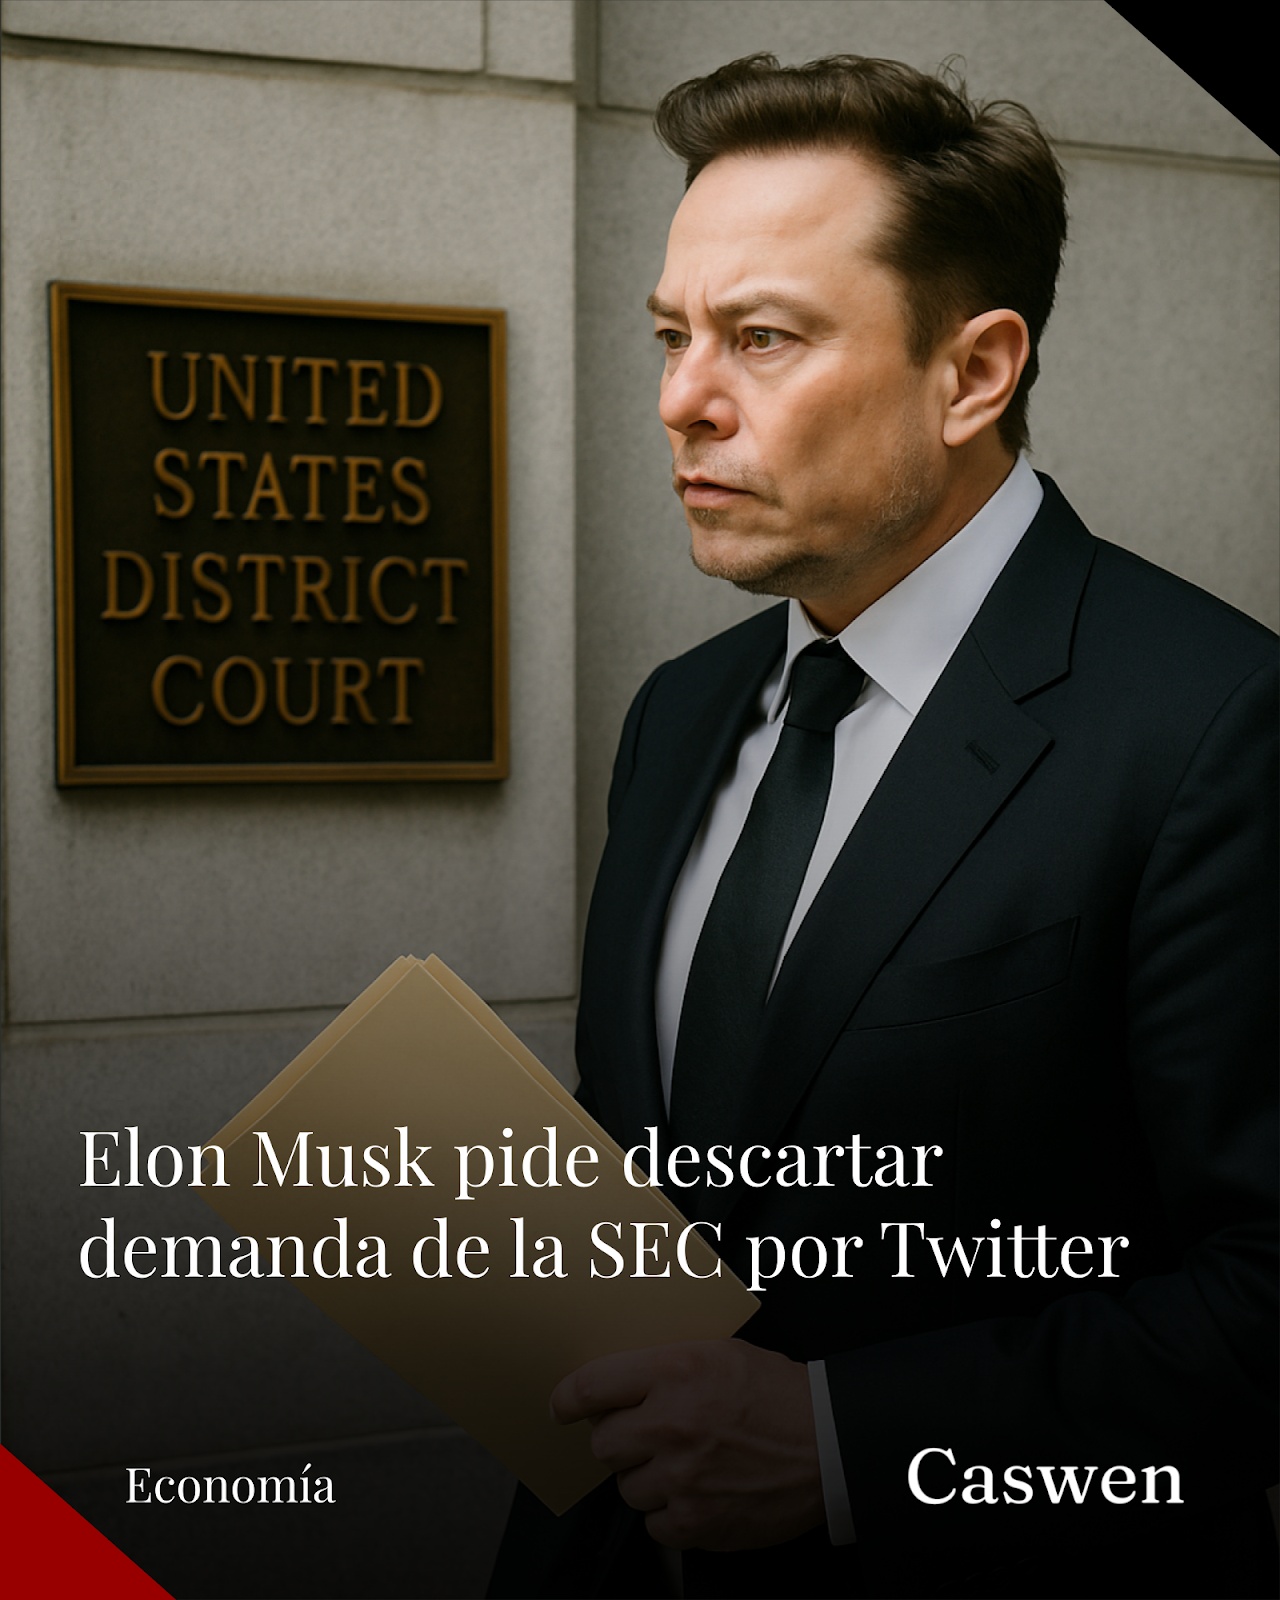 UNITED
STATES
DISTRICT
COURT
Elon Musk pide descartar
demanda de la SEC por Twitter
Economía
Caswen